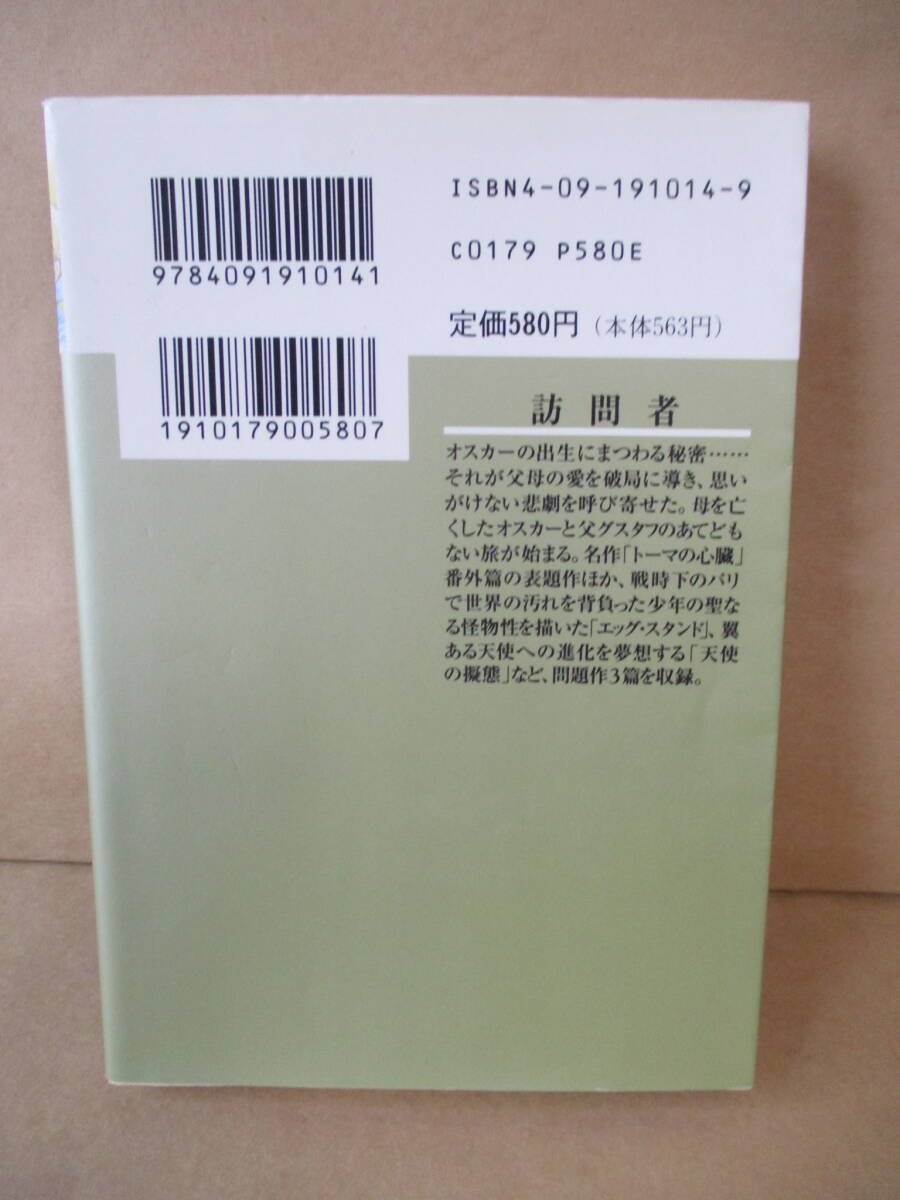 ISBN4-09-191014-9
C0179 P580E
定価580円（本体563円）
9784091910141
1910179005807
訪問者
オスカーの出生にまつわる秘密……
それが父母の愛を破局に導き、思い
がけない悲劇を呼び寄せた。母を亡
くしたオスカーと父グスタフのあてども
ない旅が始まる。名作「トーマの心臓」
番外篇の表題作ほか、戦時下のパリ
で世界の汚れを背負った少年の聖な
る怪物性を描いた「エッグ・スタンド」、翼
ある天使への進化を夢想する「天使
の擬態」など、問題作3篇を収録。